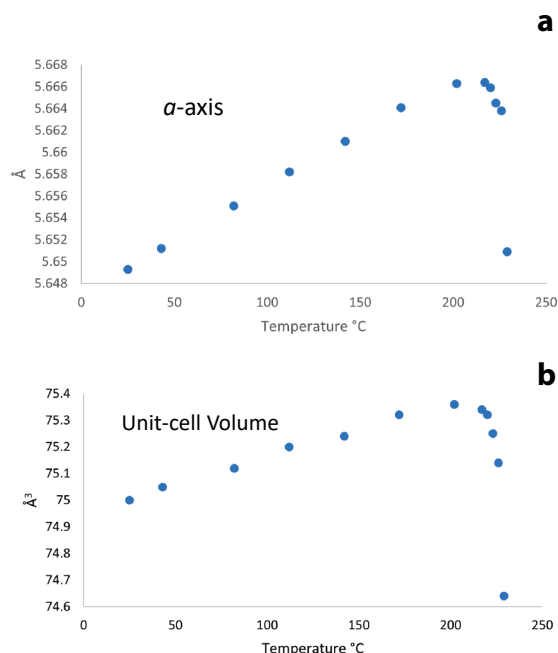 a
5.668
5.666
5.664
5.662
5.66
5.658
5.656
5.654
5.652
5.65
5.648
Å
a-axis
0 50 100 150 200 250
Temperature °C
b
75.4
75.3
75.2
75.1
75
74.9
74.8
74.7
74.6
Å³
Unit-cell Volume
0 50 100 150 200 250
Temperature °C